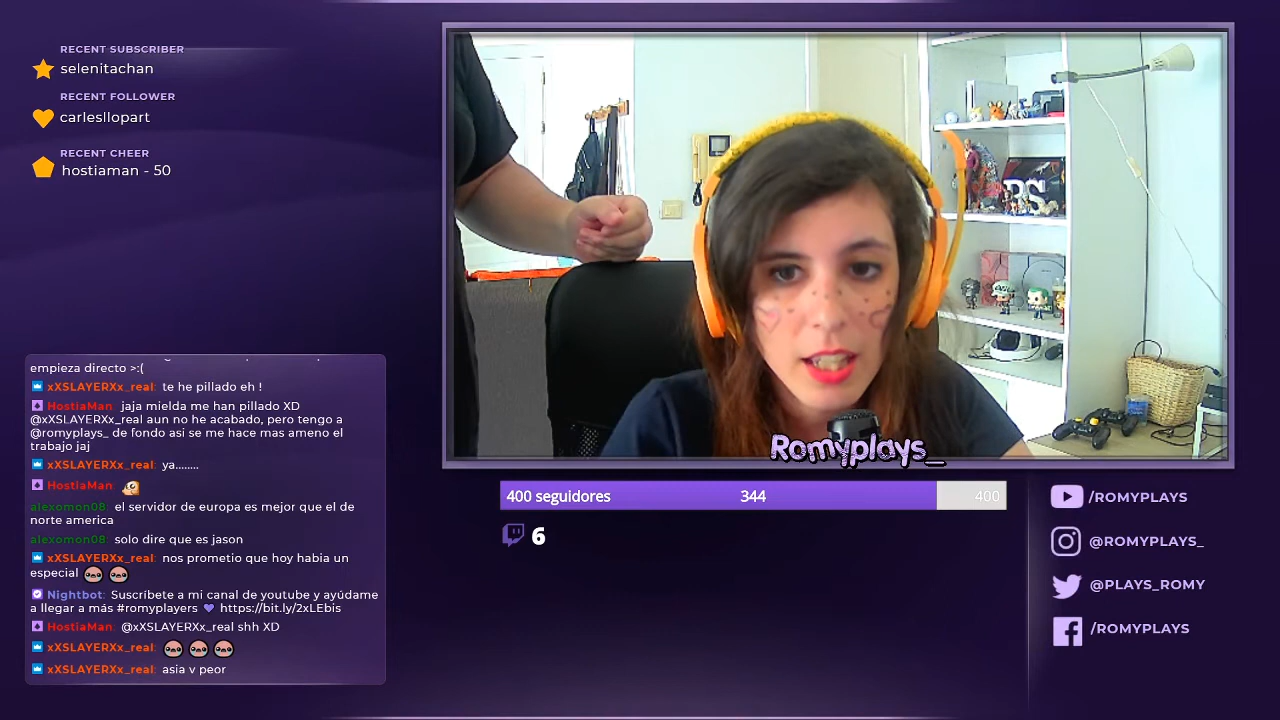 RECENT SUBSCRIBER
selenitachan
RECENT FOLLOWER
carlesllopart
RECENT CHEER
hostiaman - 50
empieza directo >:(
xXSLAYERXx_real: te he pillado eh !
HostiaMan: jaja mielda me han pillado XD
@xXSLAYERXx_real aun no he acabado, pero tengo a
@romyplays_ de fondo asi se me hace mas ameno el
trabajo jaj
xXSLAYERXx_real: ya........
HostiaMan:
alexomon08: el servidor de europa es mejor que el de
norte america
alexomon08: solo dire que es jason
xXSLAYERXx_real: nos prometio que hoy habia un
especial
Nightbot: Suscríbete a mi canal de youtube y ayúdame
a llegar a más #romyplayers 💜 https://bit.ly/2xLEbis
HostiaMan: @xXSLAYERXx_real shh XD
xXSLAYERXx_real:
xXSLAYERXx_real: asia v peor
Romyplays_
400 seguidores 344 400
6
/ROMYPLAYS
@ROMYPLAYS_
@PLAYS_ROMY
/ROMYPLAYS